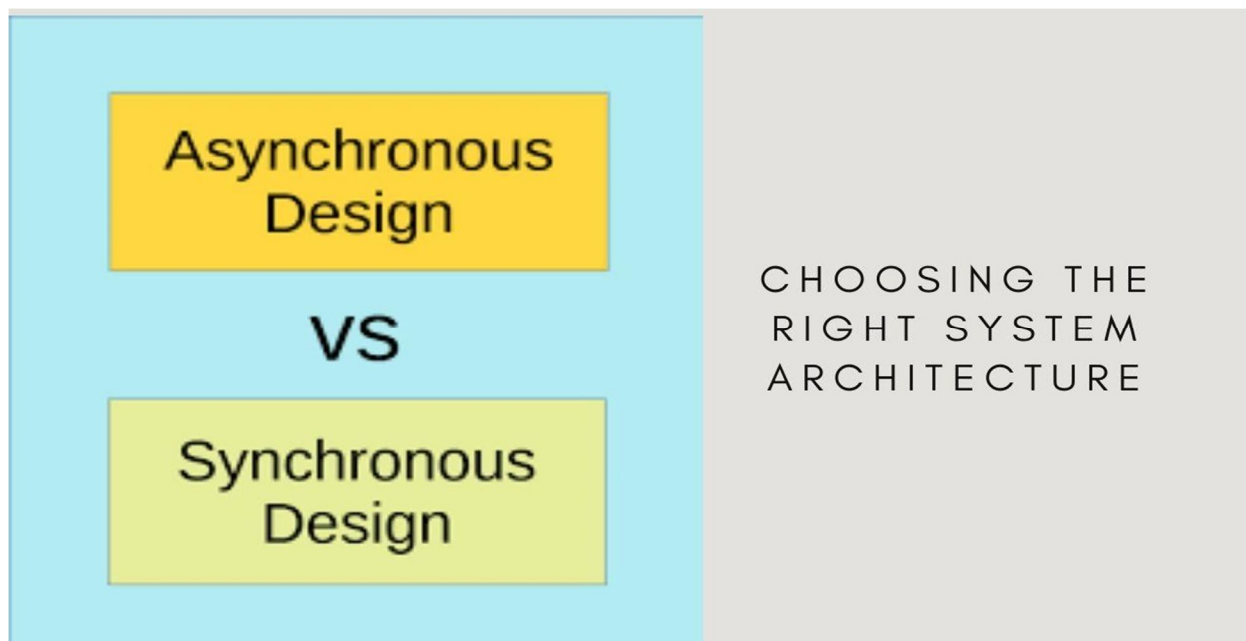 Asynchronous
Design
VS
Synchronous
Design
CHOOSING THE
RIGHT SYSTEM
ARCHITECTURE